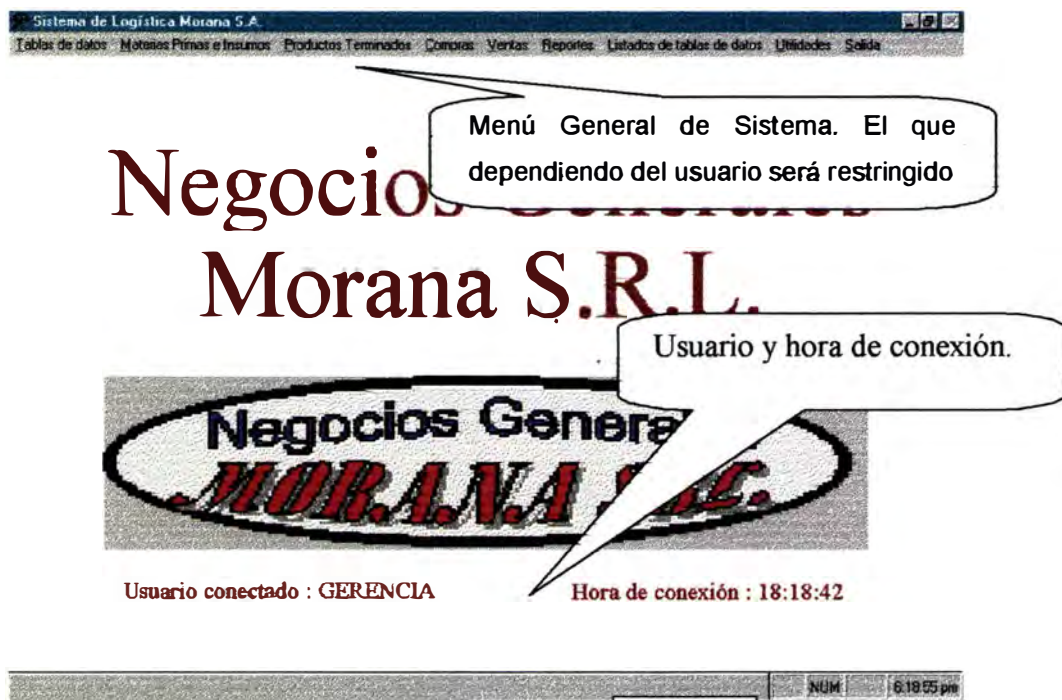 Sistema de Logística Morana S.A.
Tablas de datos Materias Primas e Insumos Productos Terminados Compras Ventas Reportes Listados de tablas de datos Utilidades Salida
Menú General de Sistema. El que
dependiendo del usuario será restringido
Negocios Generales
Morana S.R.L.
Usuario y hora de conexión.
Negocios Genera
MOR.A.N.A
Usuario conectado : GERENCIA Hora de conexión : 18:18:42
NUM 6:18:55 pm